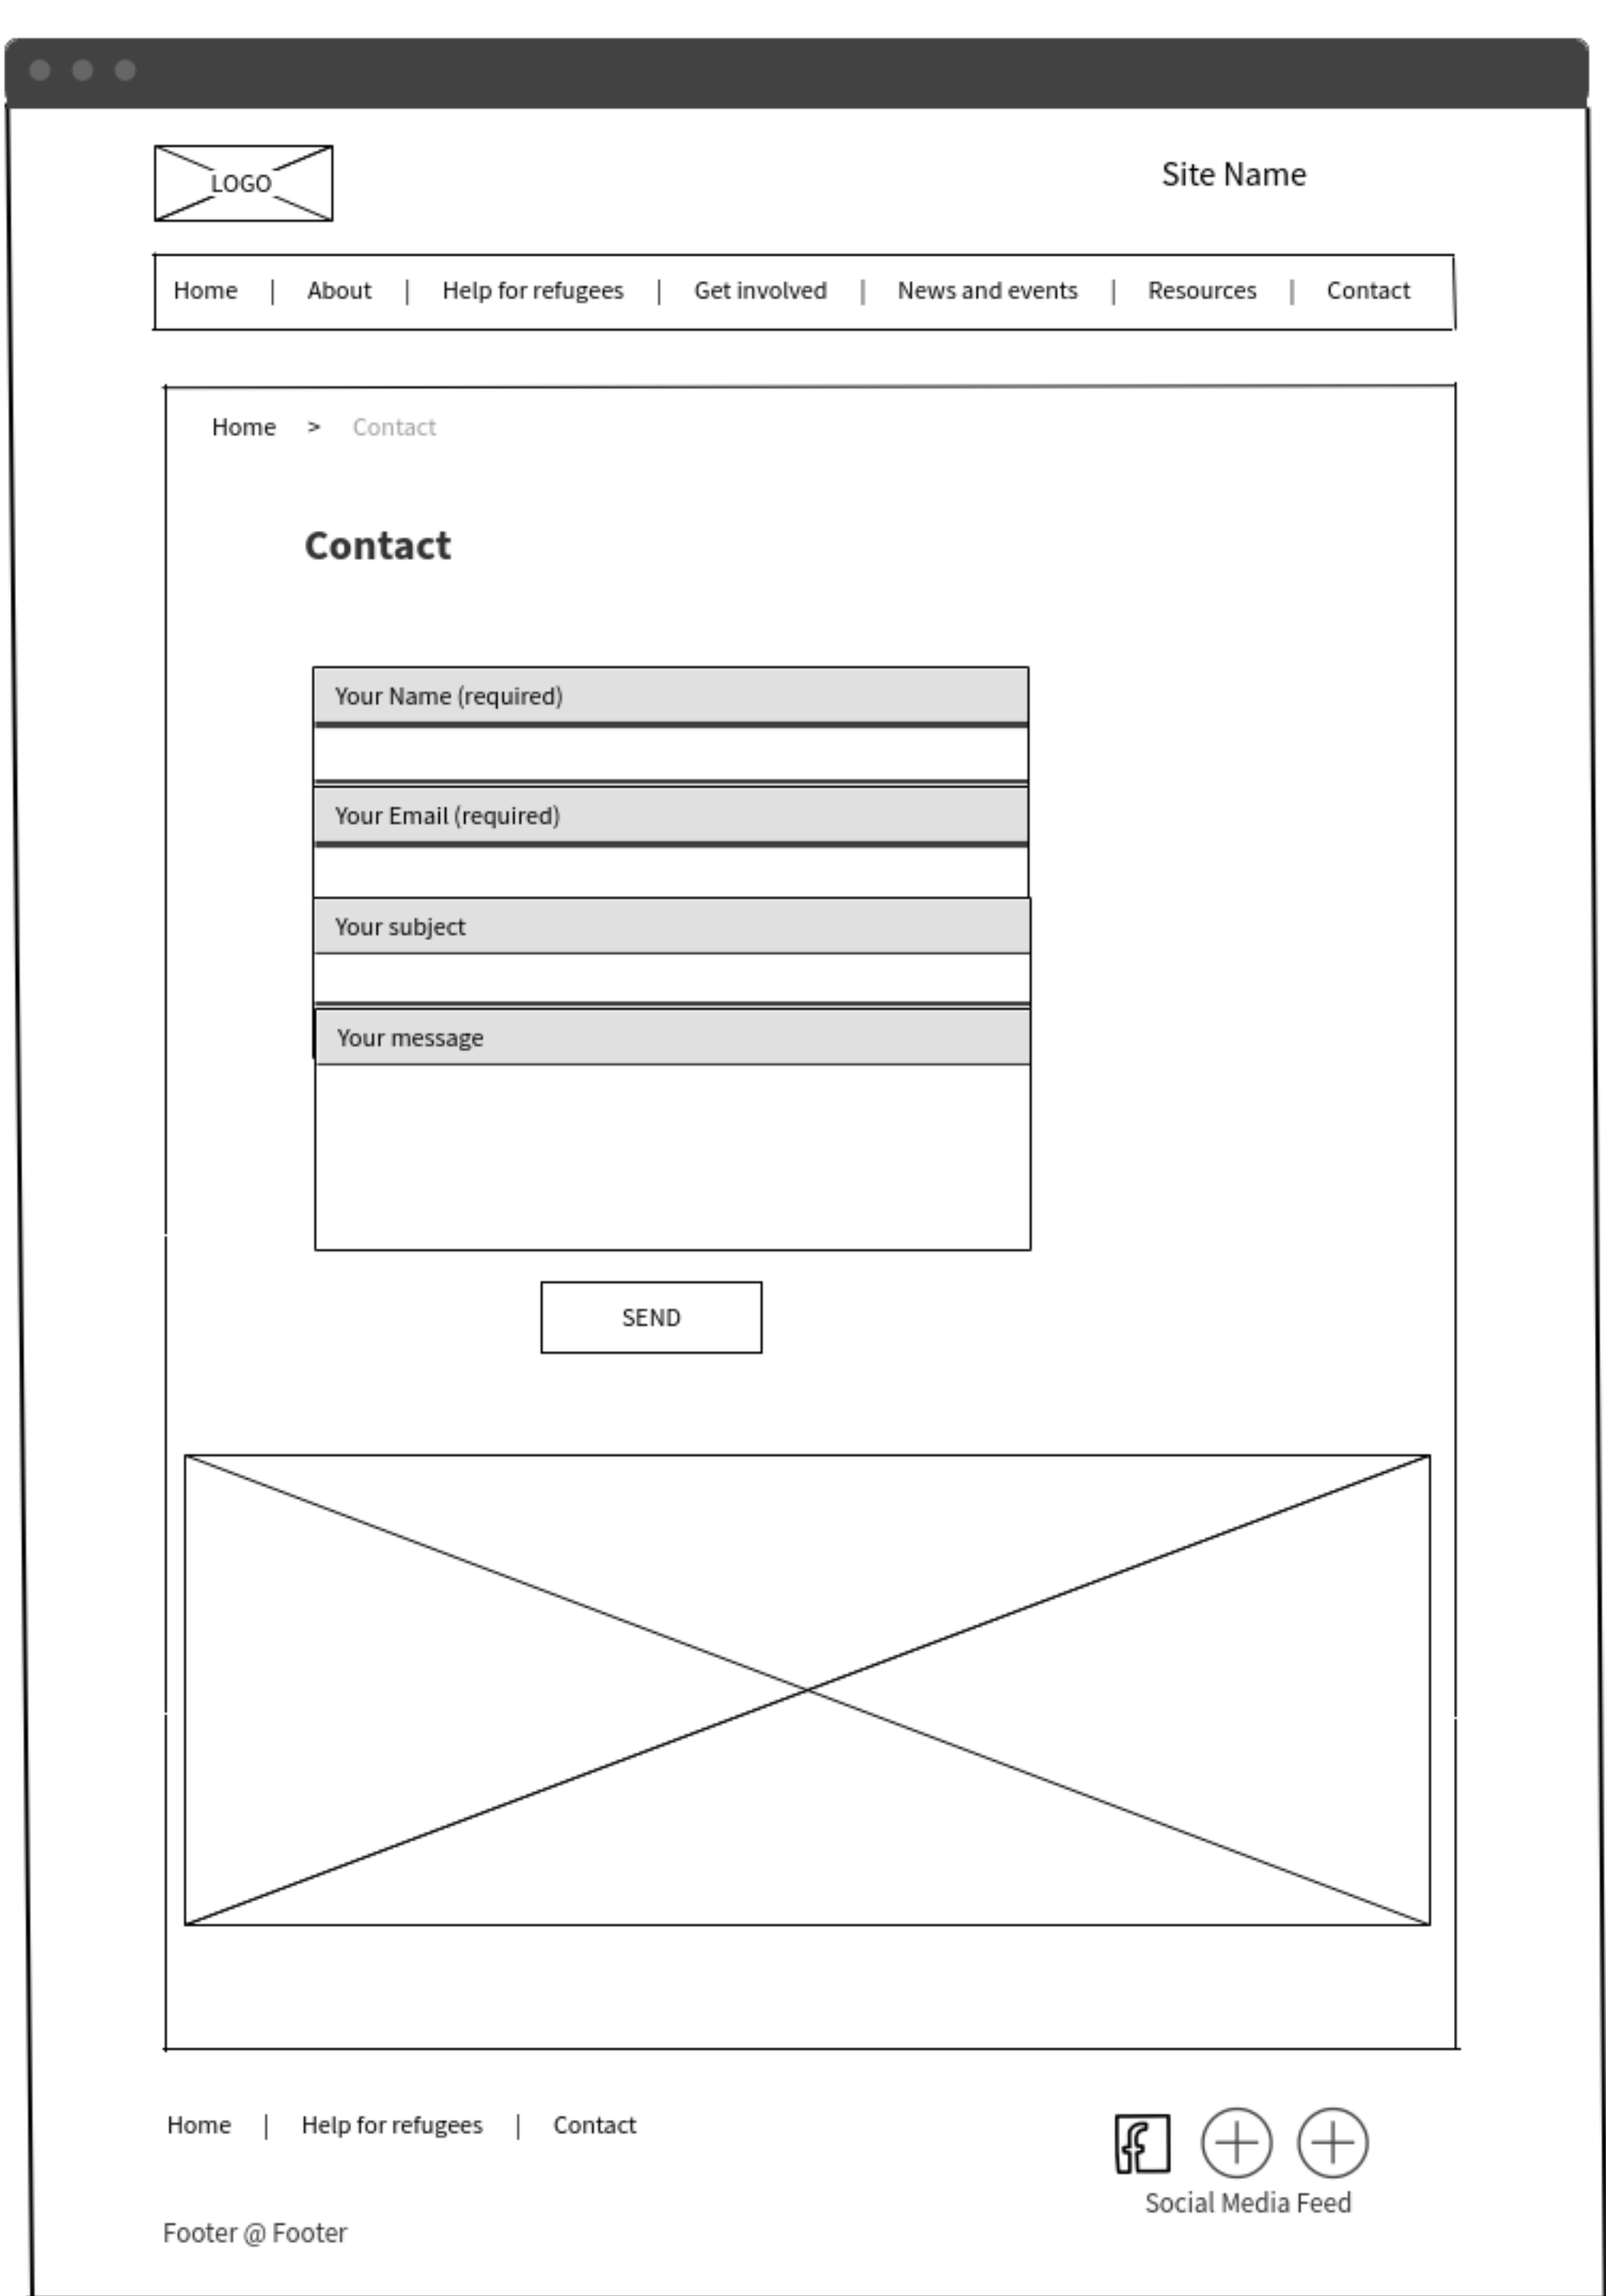 LOGO
Site Name
Home | About | Help for refugees | Get involved | News and events | Resources | Contact
Home > Contact
Contact
Your Name (required)
Your Email (required)
Your subject
Your message
SEND
Home | Help for refugees | Contact
f
Social Media Feed
Footer @ Footer